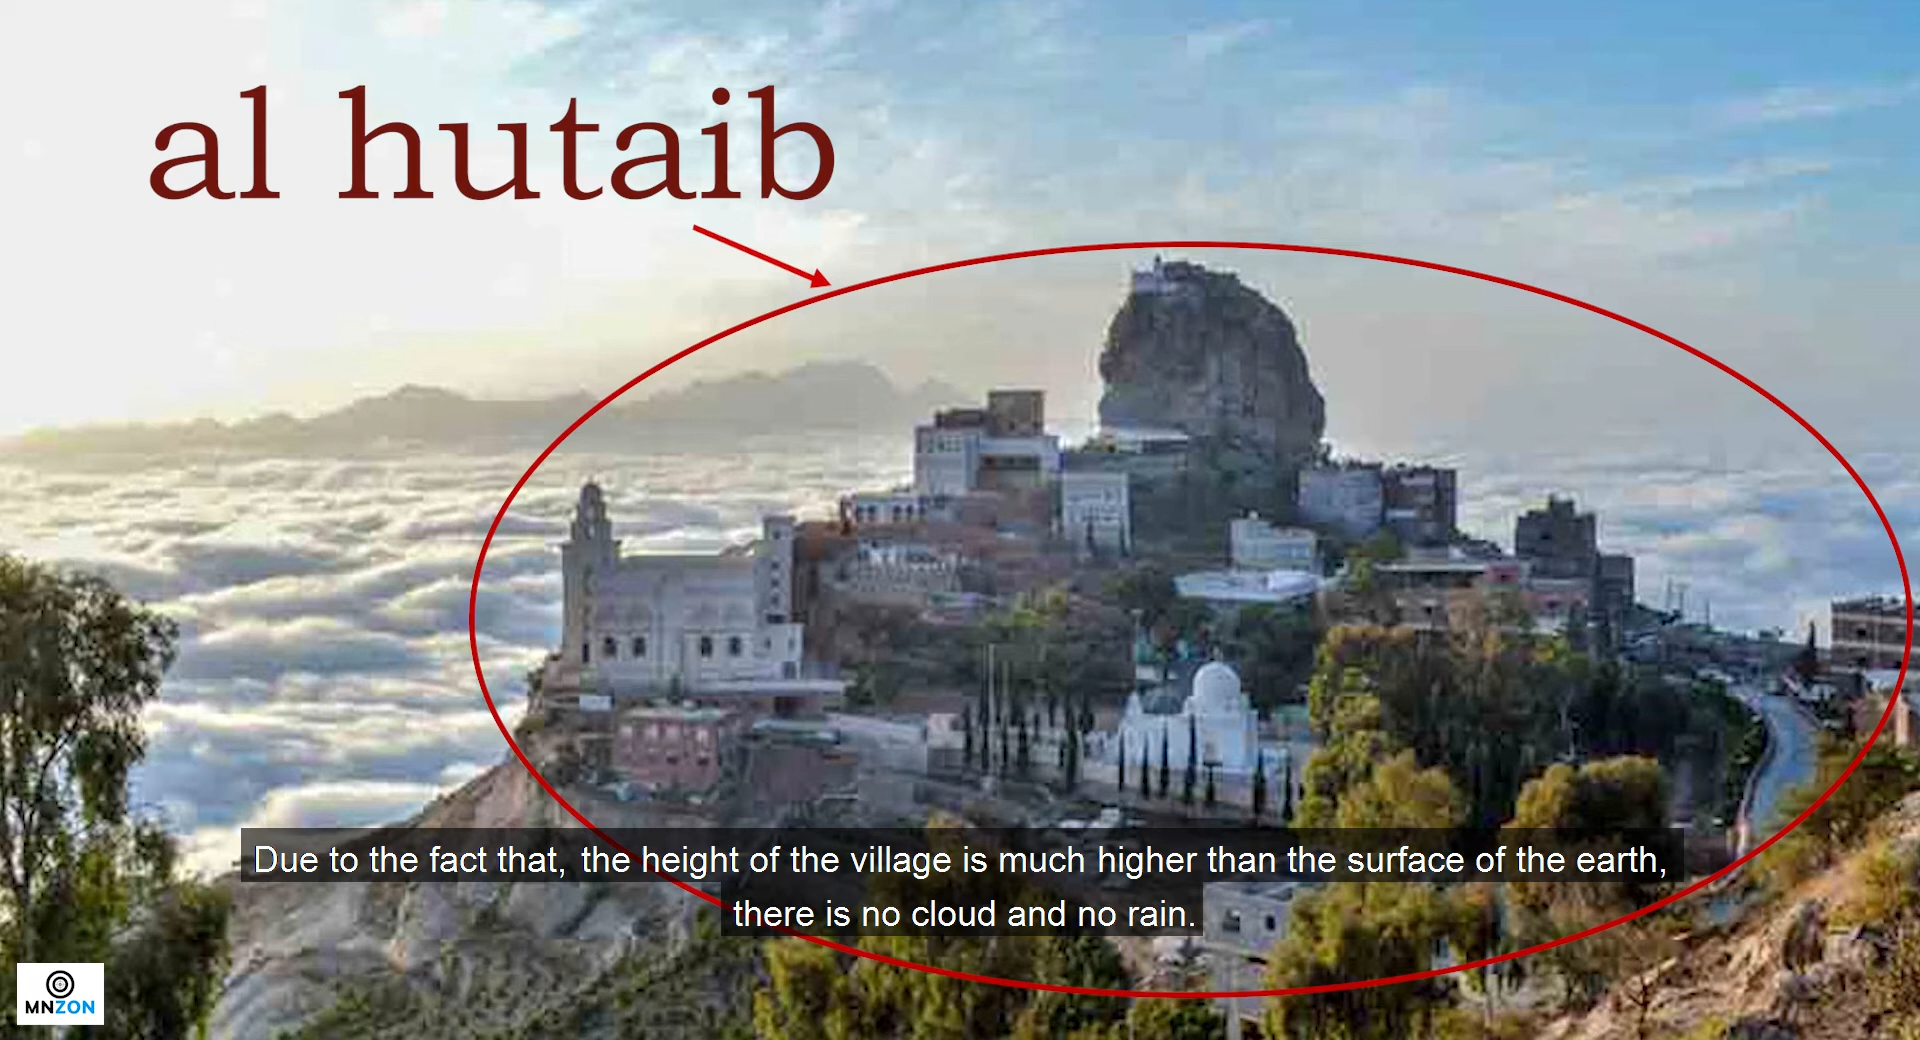 al hutaib
Due to the fact that, the height of the village is much higher than the surface of the earth,
there is no cloud and no rain.
MNZON